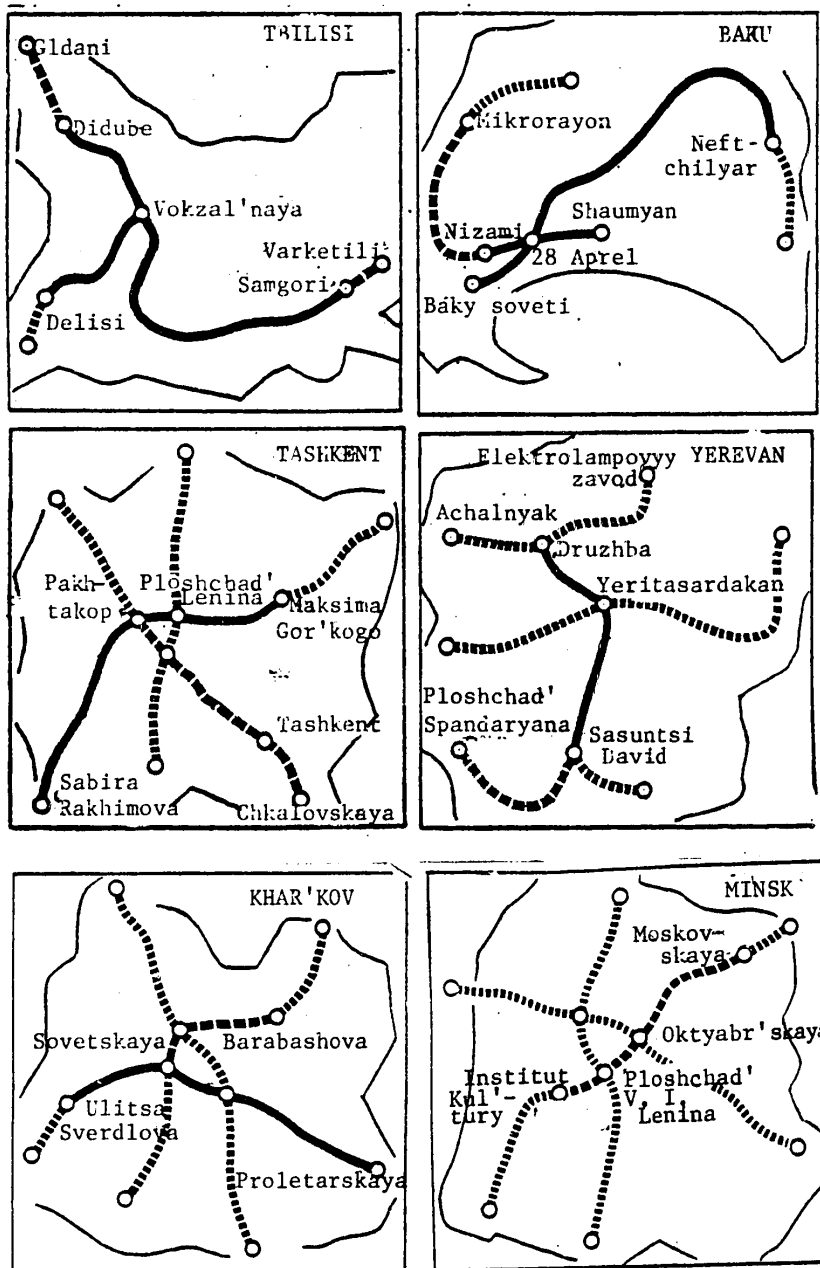 TBILISI
Gldani
Didube
Vokzal'naya
Varketili
Samgori
Delisi
BAKU
Mikrorayon
Neft-
chilyar
Shaumyan
Nizami
28 Aprel
Baky soveti
TASHKENT
Pakh-
takop
Ploshchad'
Lenina
Maksima
Gor'kogo
Tashkent
Sabira
Rakhimova
Chkalovskaya
YEREVAN
Elektrolampovyy
zavod
Achalnyak
Druzhba
Yeritasardakan
Ploshchad'
Spandaryana
Sasuntsi
David
KHAR'KOV
Sovetskaya
Barabashova
Ulitsa
Sverdlova
Proletarskaya
MINSK
Moskov-
skaya
Oktyabr'skaya
Institut
Kul'-
tury
Ploshchad'
V. I.
Lenina